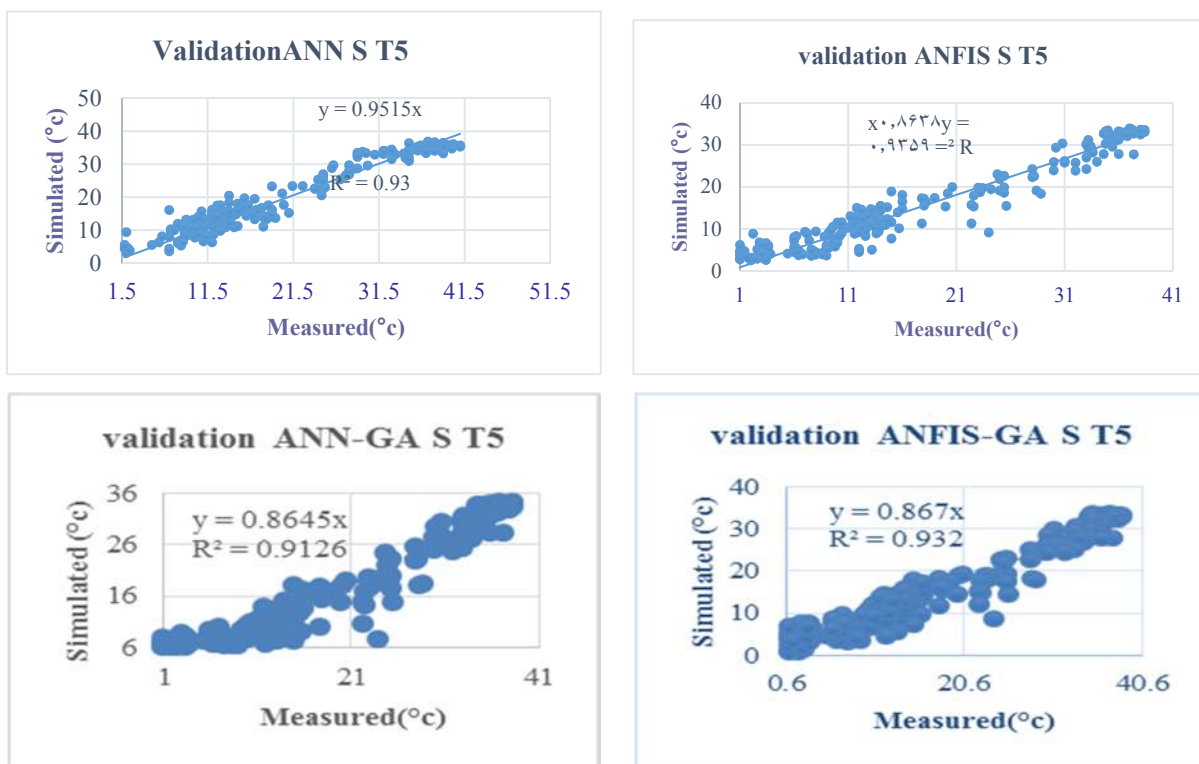 ValidationANN S T5
50
40
30
20
10
0
Simulated (°c)
y = 0.9515x
R² = 0.93
1.5 11.5 21.5 31.5 41.5 51.5
Measured(°c)
validation ANFIS S T5
40
30
20
10
0
Simulated (°c)
x۰,۸۶۳۸y =
۰,۹۳۵۹ =² R
1 11 21 31 41
Measured(°c)
validation ANN-GA S T5
36
26
16
6
Simulated (°c)
y = 0.8645x
R² = 0.9126
1 21 41
Measured(°c)
validation ANFIS-GA S T5
40
30
20
10
0
Simulated (°c)
y = 0.867x
R² = 0.932
0.6 20.6 40.6
Measured(°c)